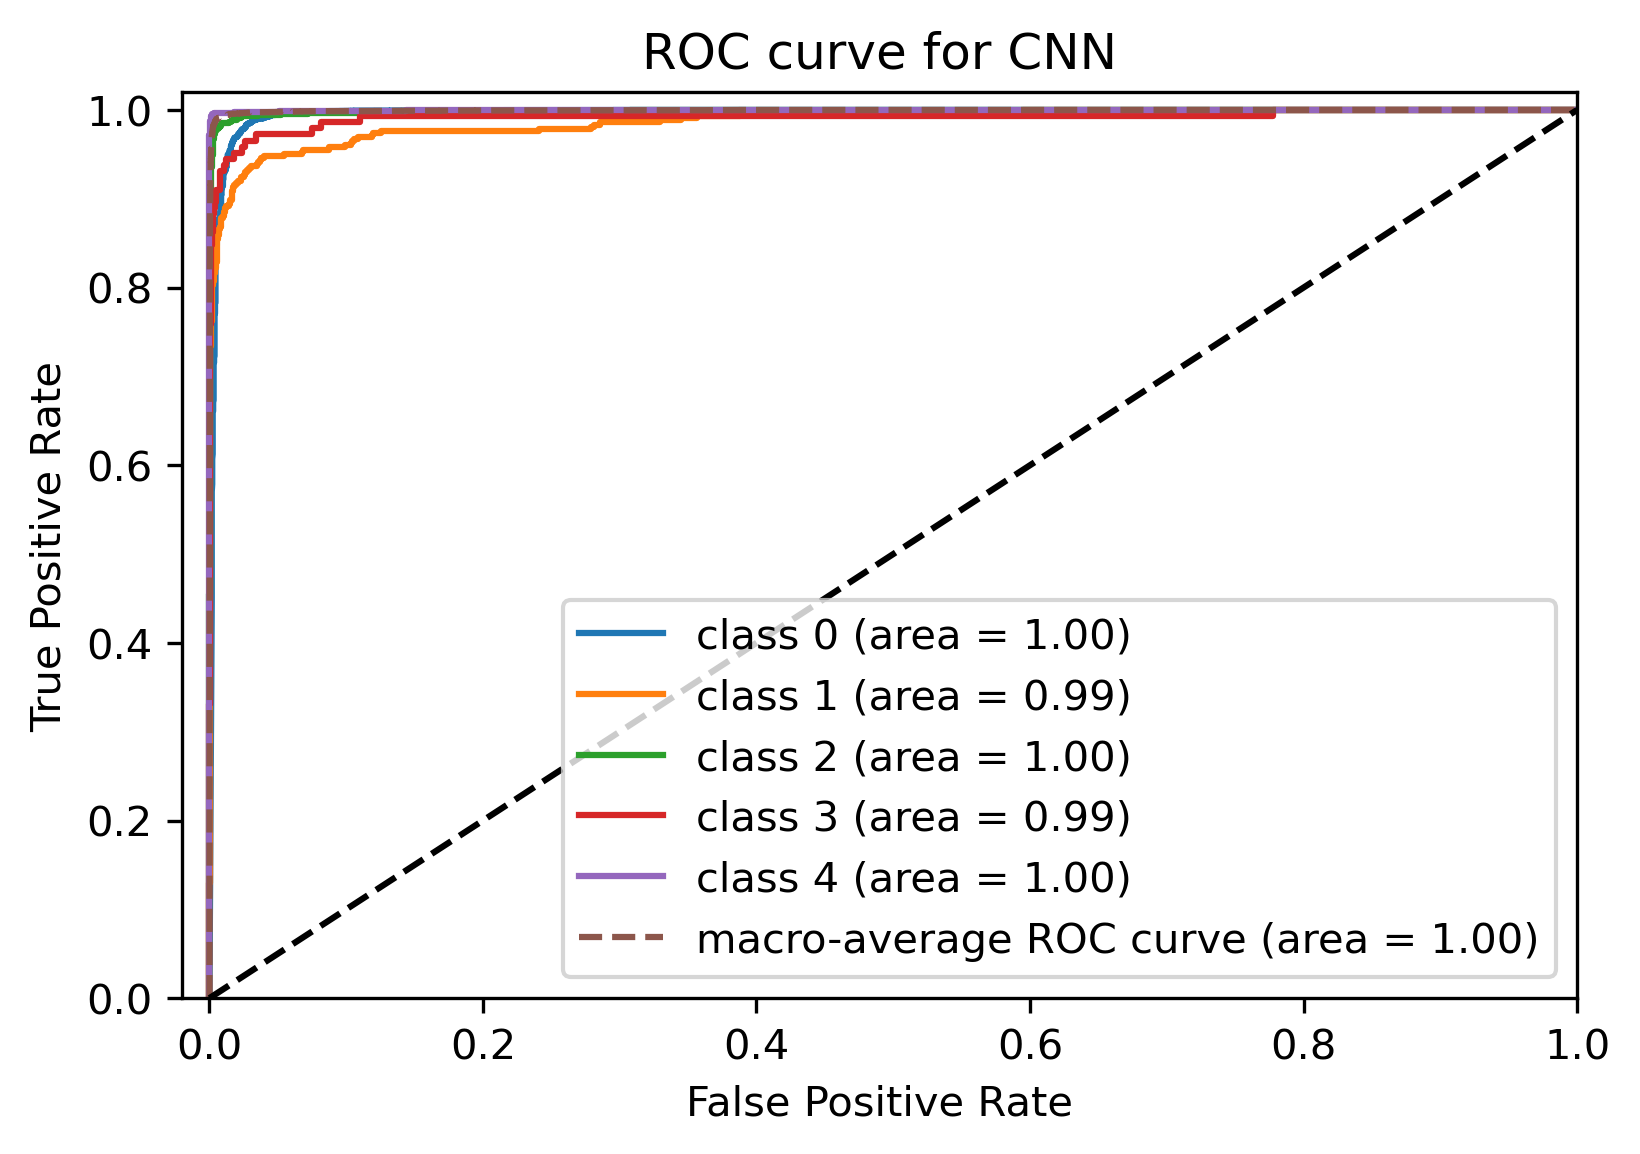 ROC curve for CNN
1.0
0.8
0.6
0.4
0.2
0.0
True Positive Rate
class 0 (area = 1.00)
class 1 (area = 0.99)
class 2 (area = 1.00)
class 3 (area = 0.99)
class 4 (area = 1.00)
macro-average ROC curve (area = 1.00)
0.0 0.2 0.4 0.6 0.8 1.0
False Positive Rate